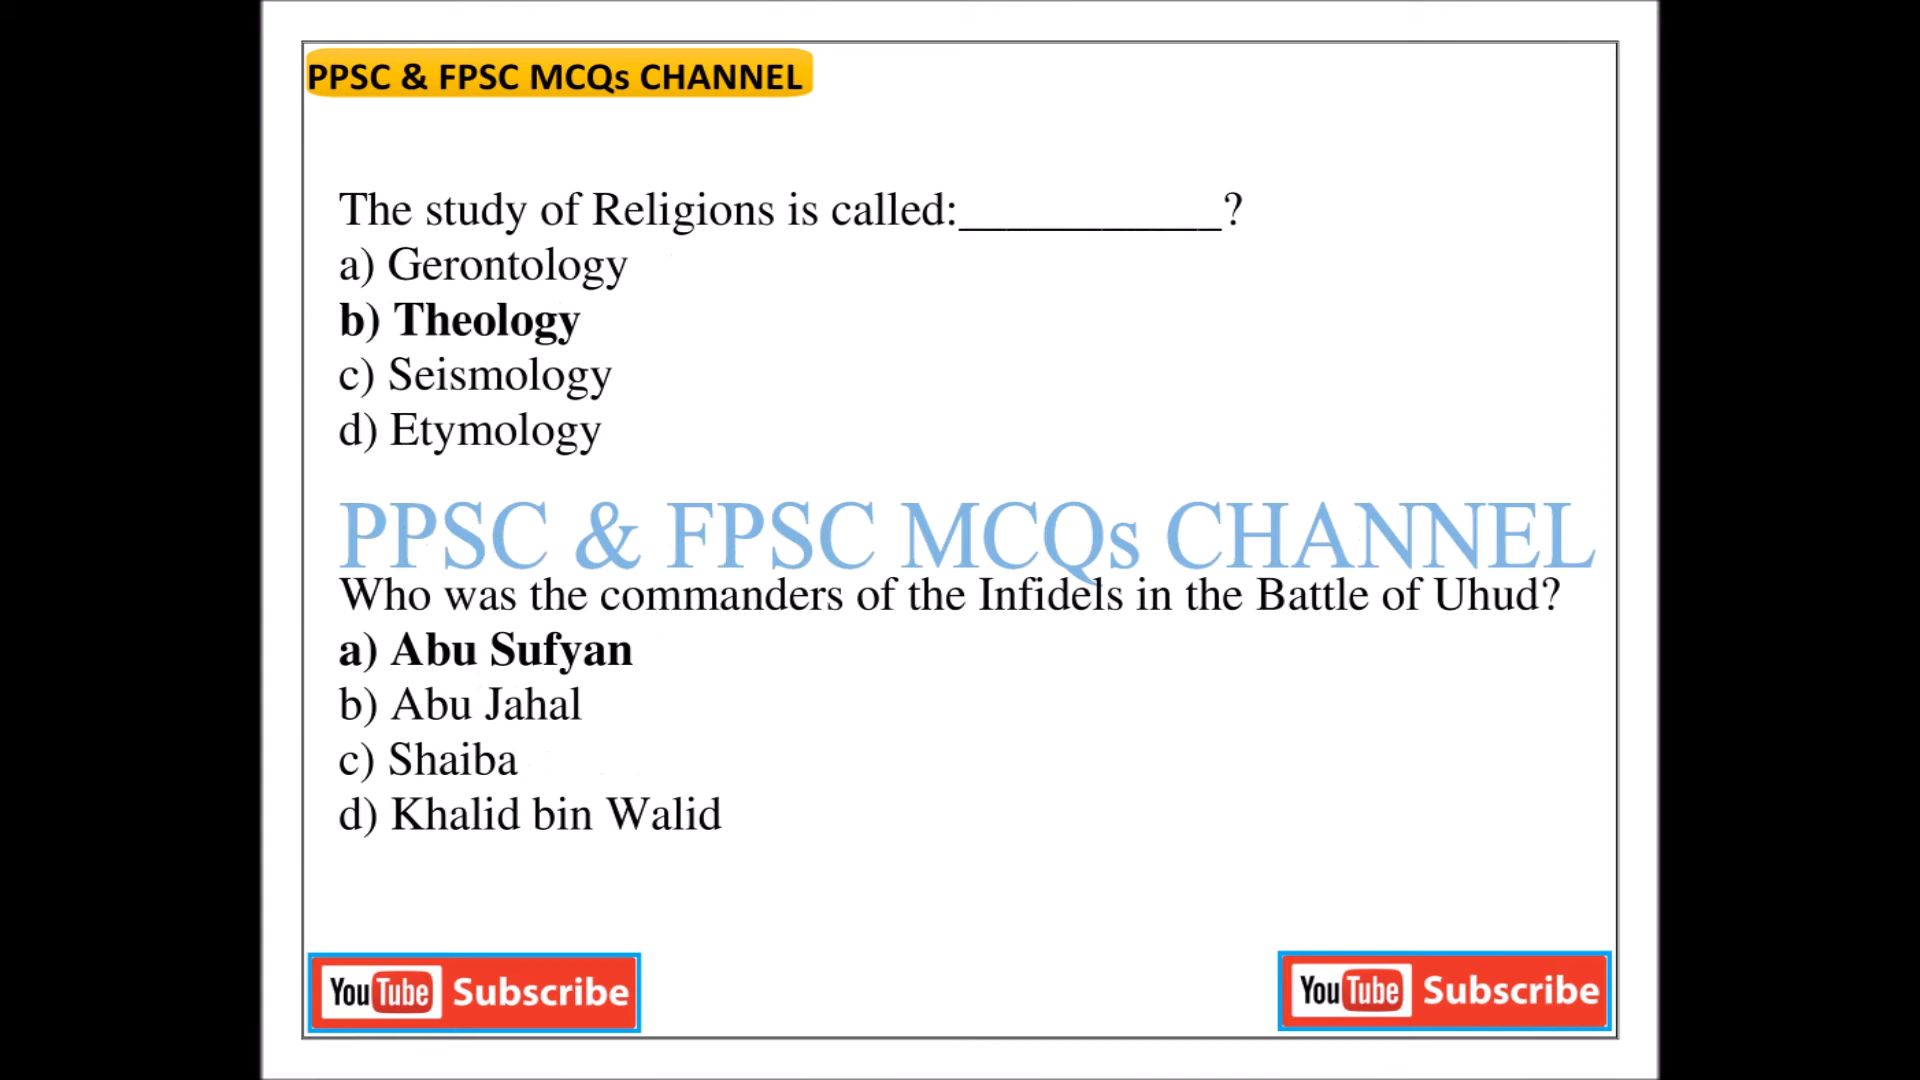 PPSC & FPSC MCQs CHANNEL
The study of Religions is called:___________?
a) Gerontology
b) Theology
c) Seismology
d) Etymology
PPSC & FPSC MCQs CHANNEL
Who was the commanders of the Infidels in the Battle of Uhud?
a) Abu Sufyan
b) Abu Jahal
c) Shaiba
d) Khalid bin Walid
YouTube Subscribe
YouTube Subscribe